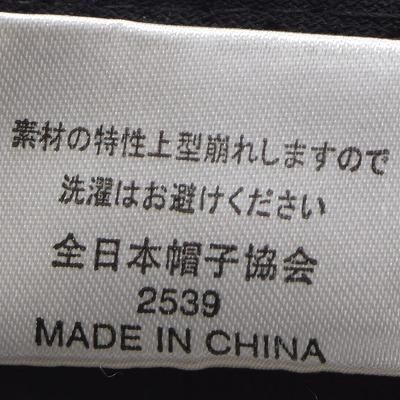 素材の特性上型崩れしますので
洗濯はお避けください
全日本帽子協会
2539
MADE IN CHINA